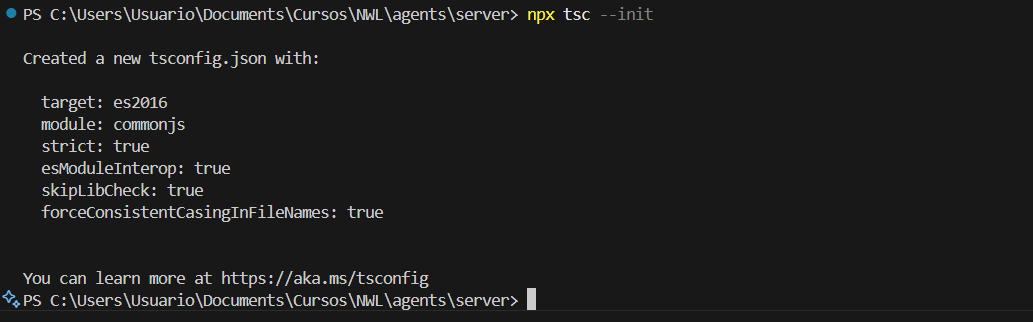 PS C:\Users\Usuario\Documents\Cursos\NWL\agents\server> npx tsc --init
Created a new tsconfig.json with:
target: es2016
module: commonjs
strict: true
esModuleInterop: true
skipLibCheck: true
forceConsistentCasingInFileNames: true
You can learn more at https://aka.ms/tsconfig
PS C:\Users\Usuario\Documents\Cursos\NWL\agents\server>